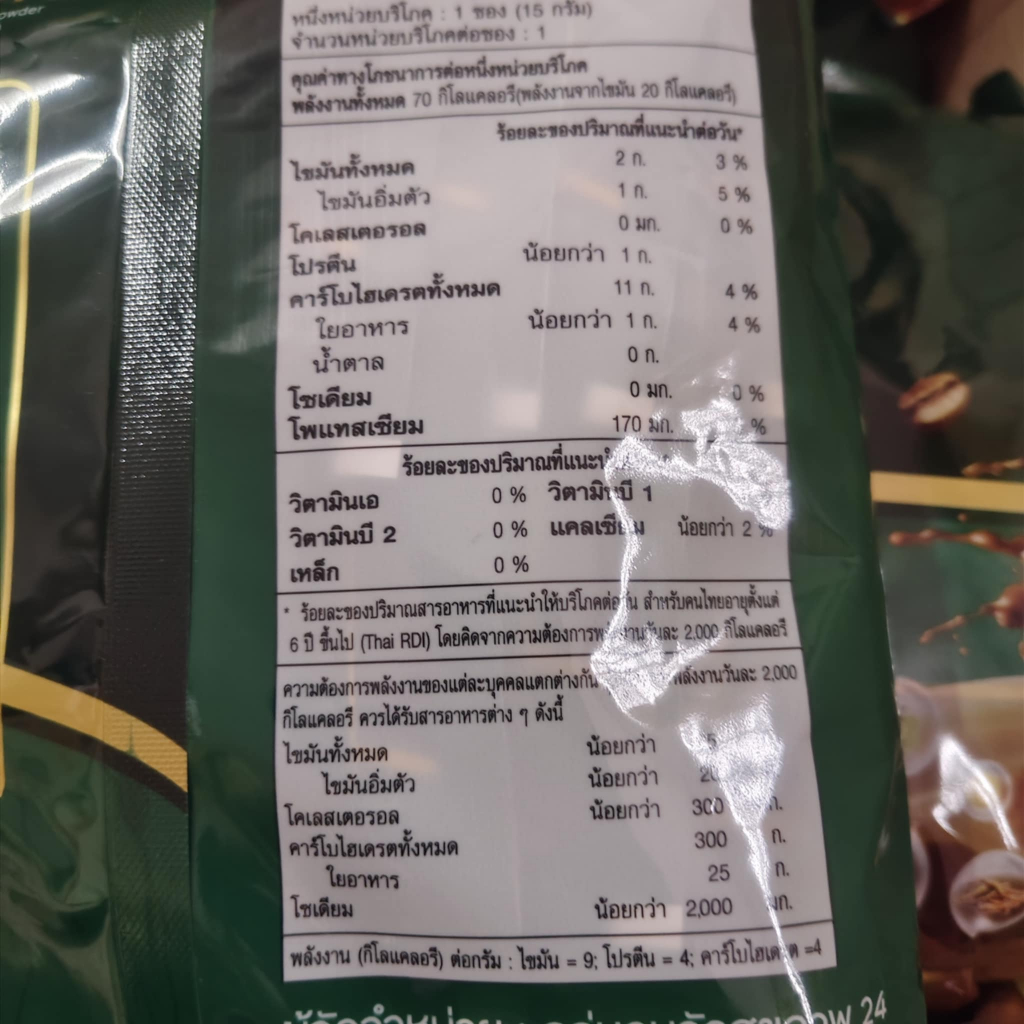 owder
หนึ่งหน่วยบริโภค : 1 ซอง (15 กรัม)
จำนวนหน่วยบริโภคต่อซอง : 1
คุณค่าทางโภชนาการต่อหนึ่งหน่วยบริโภค
พลังงานทั้งหมด 70 กิโลแคลอรี(พลังงานจากไขมัน 20 กิโลแคลอรี)
ร้อยละของปริมาณที่แนะนำต่อวัน*
ไขมันทั้งหมด 2 ก. 3 %
ไขมันอิ่มตัว 1 ก. 5 %
โคเลสเตอรอล 0 มก. 0 %
โปรตีน น้อยกว่า 1 ก.
คาร์โบไฮเดรตทั้งหมด 11 ก. 4 %
ใยอาหาร น้อยกว่า 1 ก. 4 %
น้ำตาล 0 ก.
โซเดียม 0 มก. 0 %
โพแทสเซียม 170 มก. %
ร้อยละของปริมาณที่แนะนำ
วิตามินเอ 0 % วิตามินบี 1
วิตามินบี 2 0 % แคลเซียม น้อยกว่า 2 %
เหล็ก 0 %
* ร้อยละของปริมาณสารอาหารที่แนะนำให้บริโภคต่อวัน สำหรับคนไทยอายุตั้งแต่
6 ปี ขึ้นไป (Thai RDI) โดยคิดจากความต้องการพลังงานวันละ 2,000 กิโลแคลอรี
ความต้องการพลังงานของแต่ละบุคคลแตกต่างกัน พลังงานวันละ 2,000
กิโลแคลอรี ควรได้รับสารอาหารต่าง ๆ ดังนี้
ไขมันทั้งหมด น้อยกว่า
ไขมันอิ่มตัว น้อยกว่า
โคเลสเตอรอล น้อยกว่า 300
คาร์โบไฮเดรตทั้งหมด 300 ก.
ใยอาหาร 25 ก.
โซเดียม น้อยกว่า 2,000 มก.
พลังงาน (กิโลแคลอรี) ต่อกรัม : ไขมัน = 9; โปรตีน = 4; คาร์โบไฮเดรต =4
24